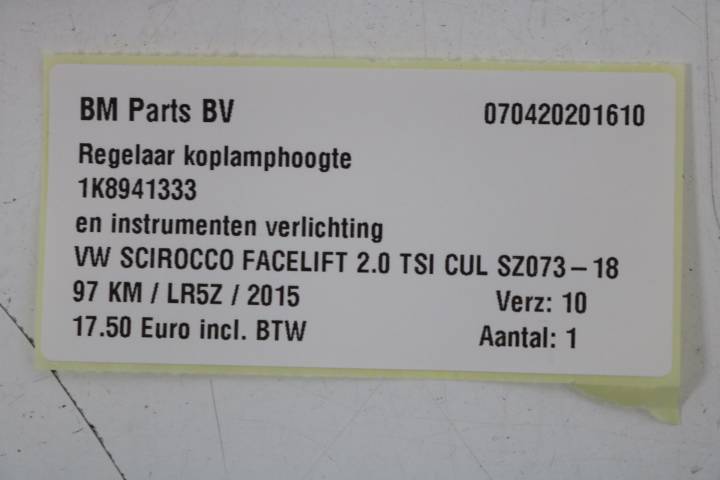 BM Parts BV 070420201610
Regelaar koplamphoogte
1K8941333
en instrumenten verlichting
VW SCIROCCO FACELIFT 2.0 TSI CUL SZ073-18
97 KM / LR5Z / 2015 Verz: 10
17.50 Euro incl. BTW Aantal: 1